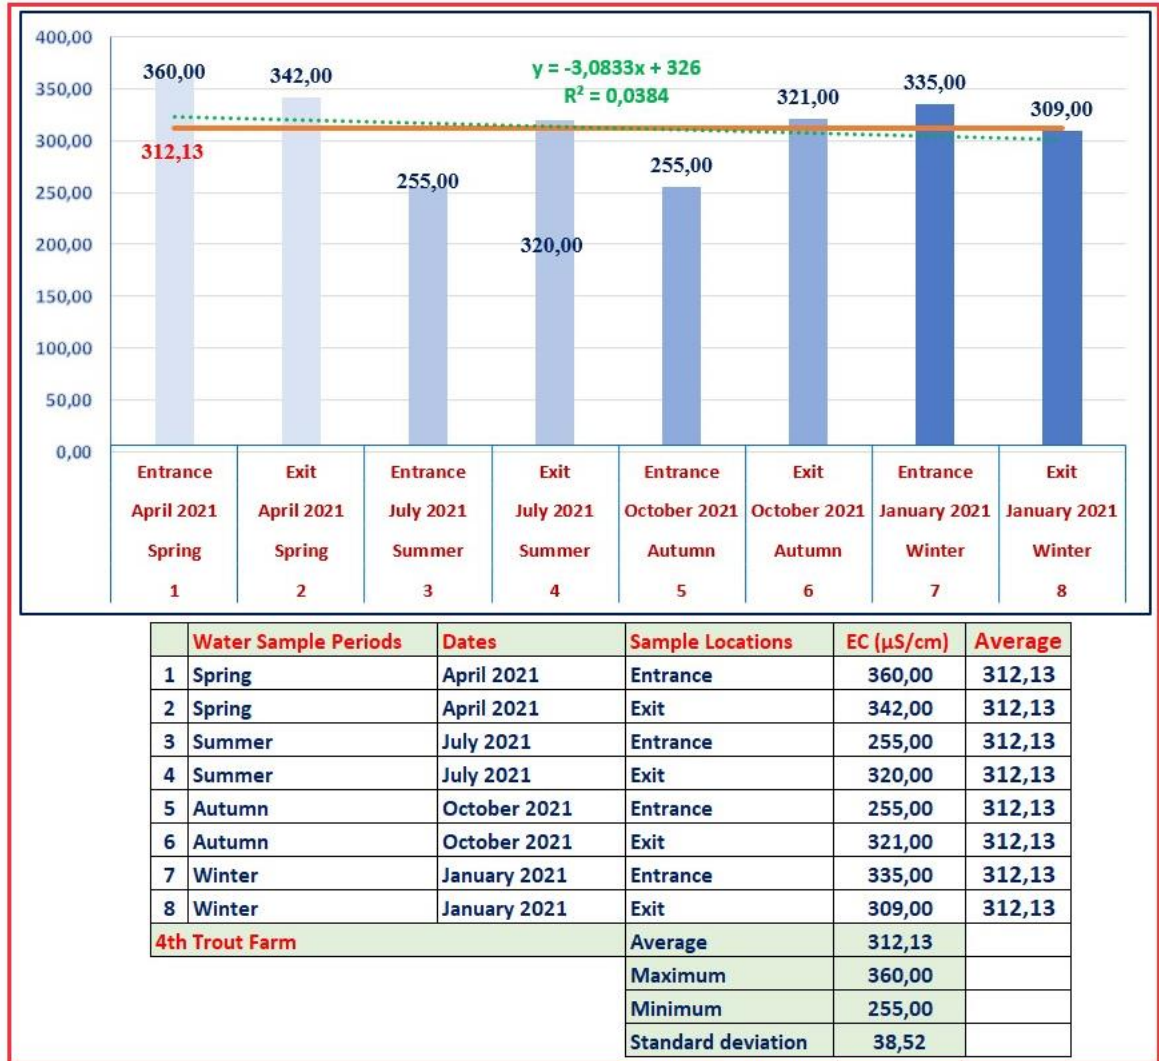 400,00
350,00
300,00
250,00
200,00
150,00
100,00
50,00
0,00
360,00
342,00
255,00
320,00
255,00
321,00
335,00
309,00
312,13
y = -3,0833x + 326
R² = 0,0384
Entrance Exit Entrance Exit Entrance Exit Entrance Exit
April 2021 April 2021 July 2021 July 2021 October 2021 October 2021 January 2021 January 2021
Spring Spring Summer Summer Autumn Autumn Winter Winter
1 2 3 4 5 6 7 8
Water Sample Periods Dates Sample Locations EC (µS/cm) Average
1 Spring April 2021 Entrance 360,00 312,13
2 Spring April 2021 Exit 342,00 312,13
3 Summer July 2021 Entrance 255,00 312,13
4 Summer July 2021 Exit 320,00 312,13
5 Autumn October 2021 Entrance 255,00 312,13
6 Autumn October 2021 Exit 321,00 312,13
7 Winter January 2021 Entrance 335,00 312,13
8 Winter January 2021 Exit 309,00 312,13
4th Trout Farm Average 312,13
Maximum 360,00
Minimum 255,00
Standard deviation 38,52